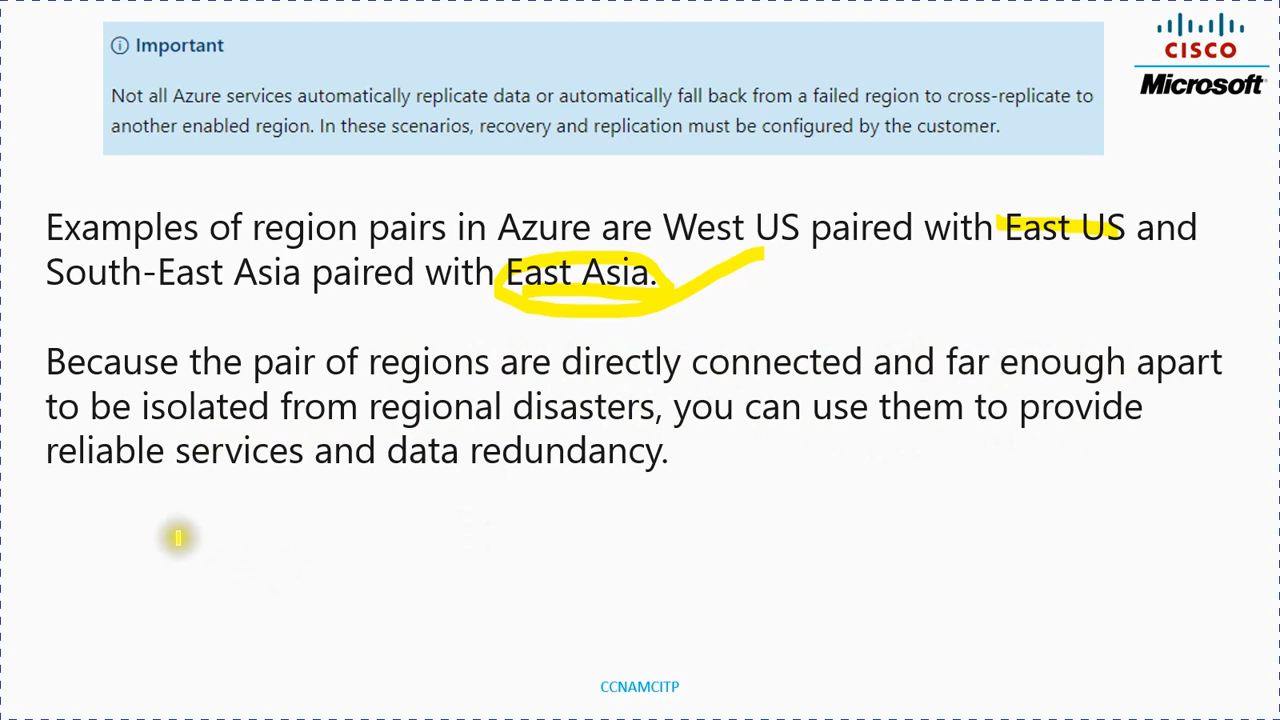 Important
CISCO
Microsoft
Not all Azure services automatically replicate data or automatically fall back from a failed region to cross-replicate to
another enabled region. In these scenarios, recovery and replication must be configured by the customer.
Examples of region pairs in Azure are West US paired with East US and
South-East Asia paired with East Asia.
Because the pair of regions are directly connected and far enough apart
to be isolated from regional disasters, you can use them to provide
reliable services and data redundancy.
CCNAMCITP